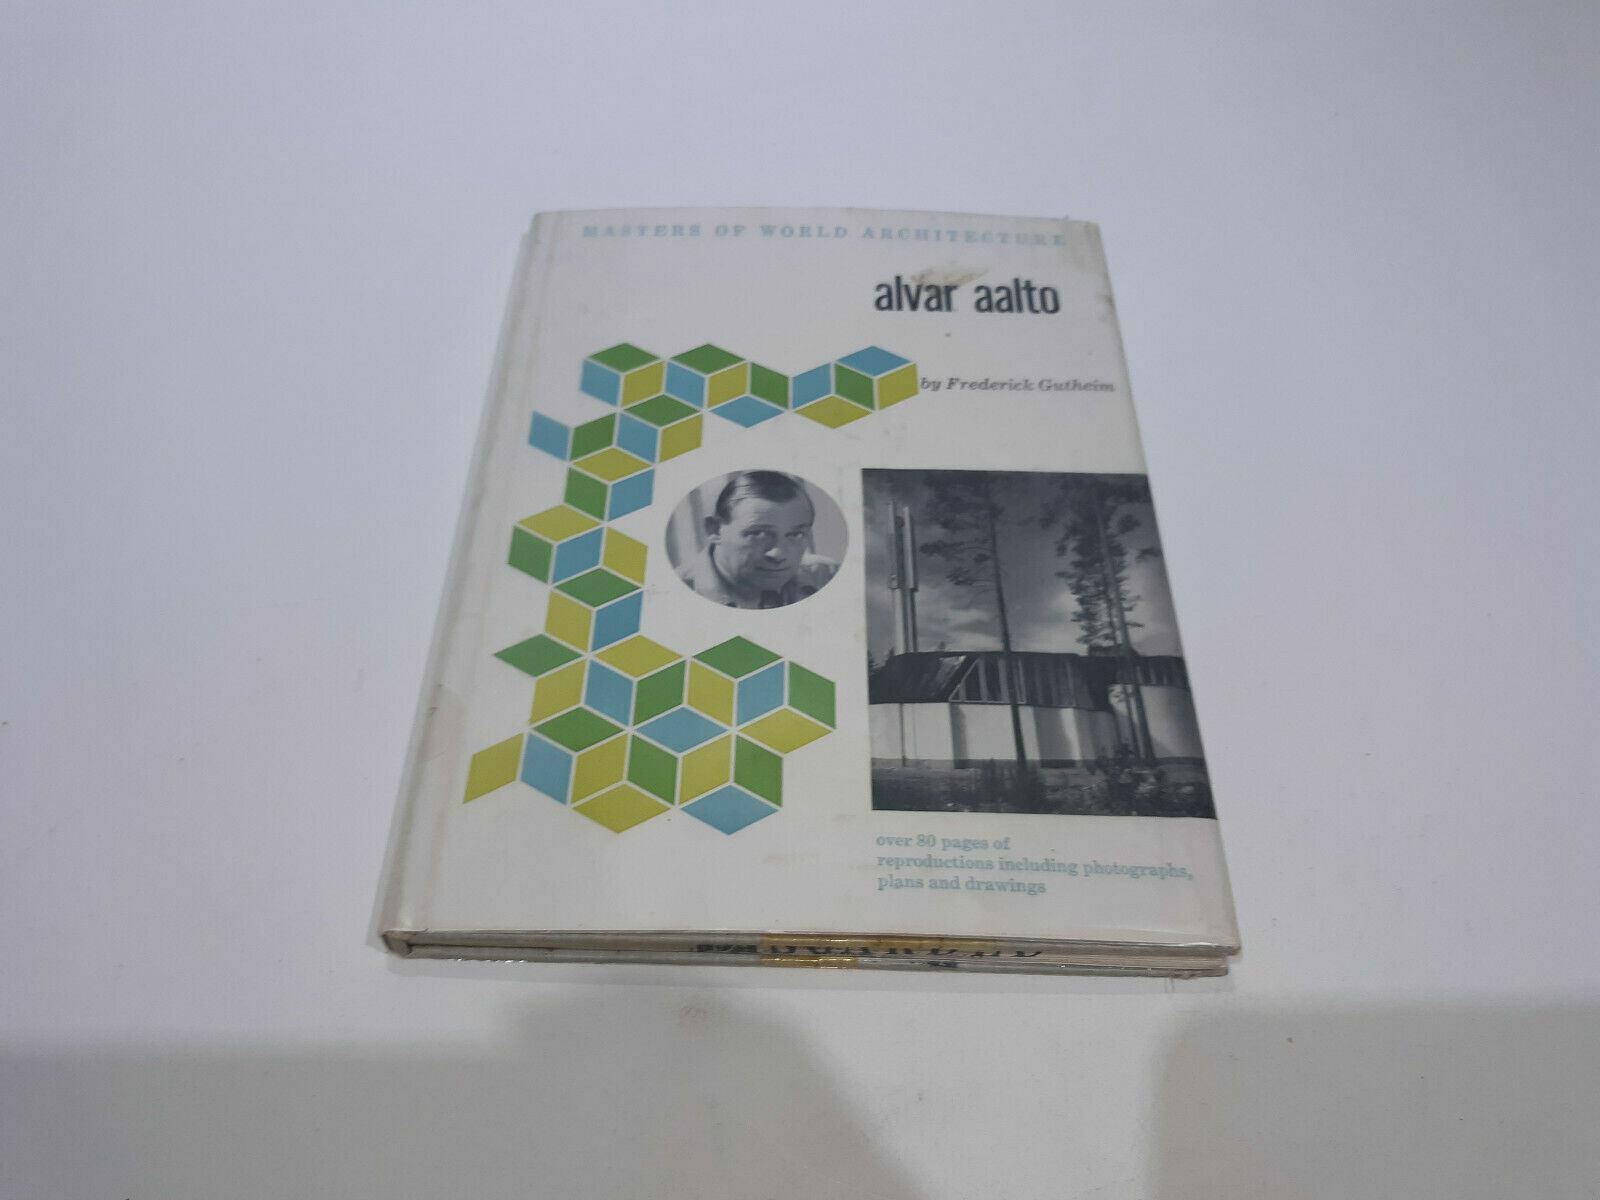 MASTERS OF WORLD ARCHITECTURE
alvar aalto
by Frederick Gutheim
over 80 pages of
reproductions including photographs,
plans and drawings